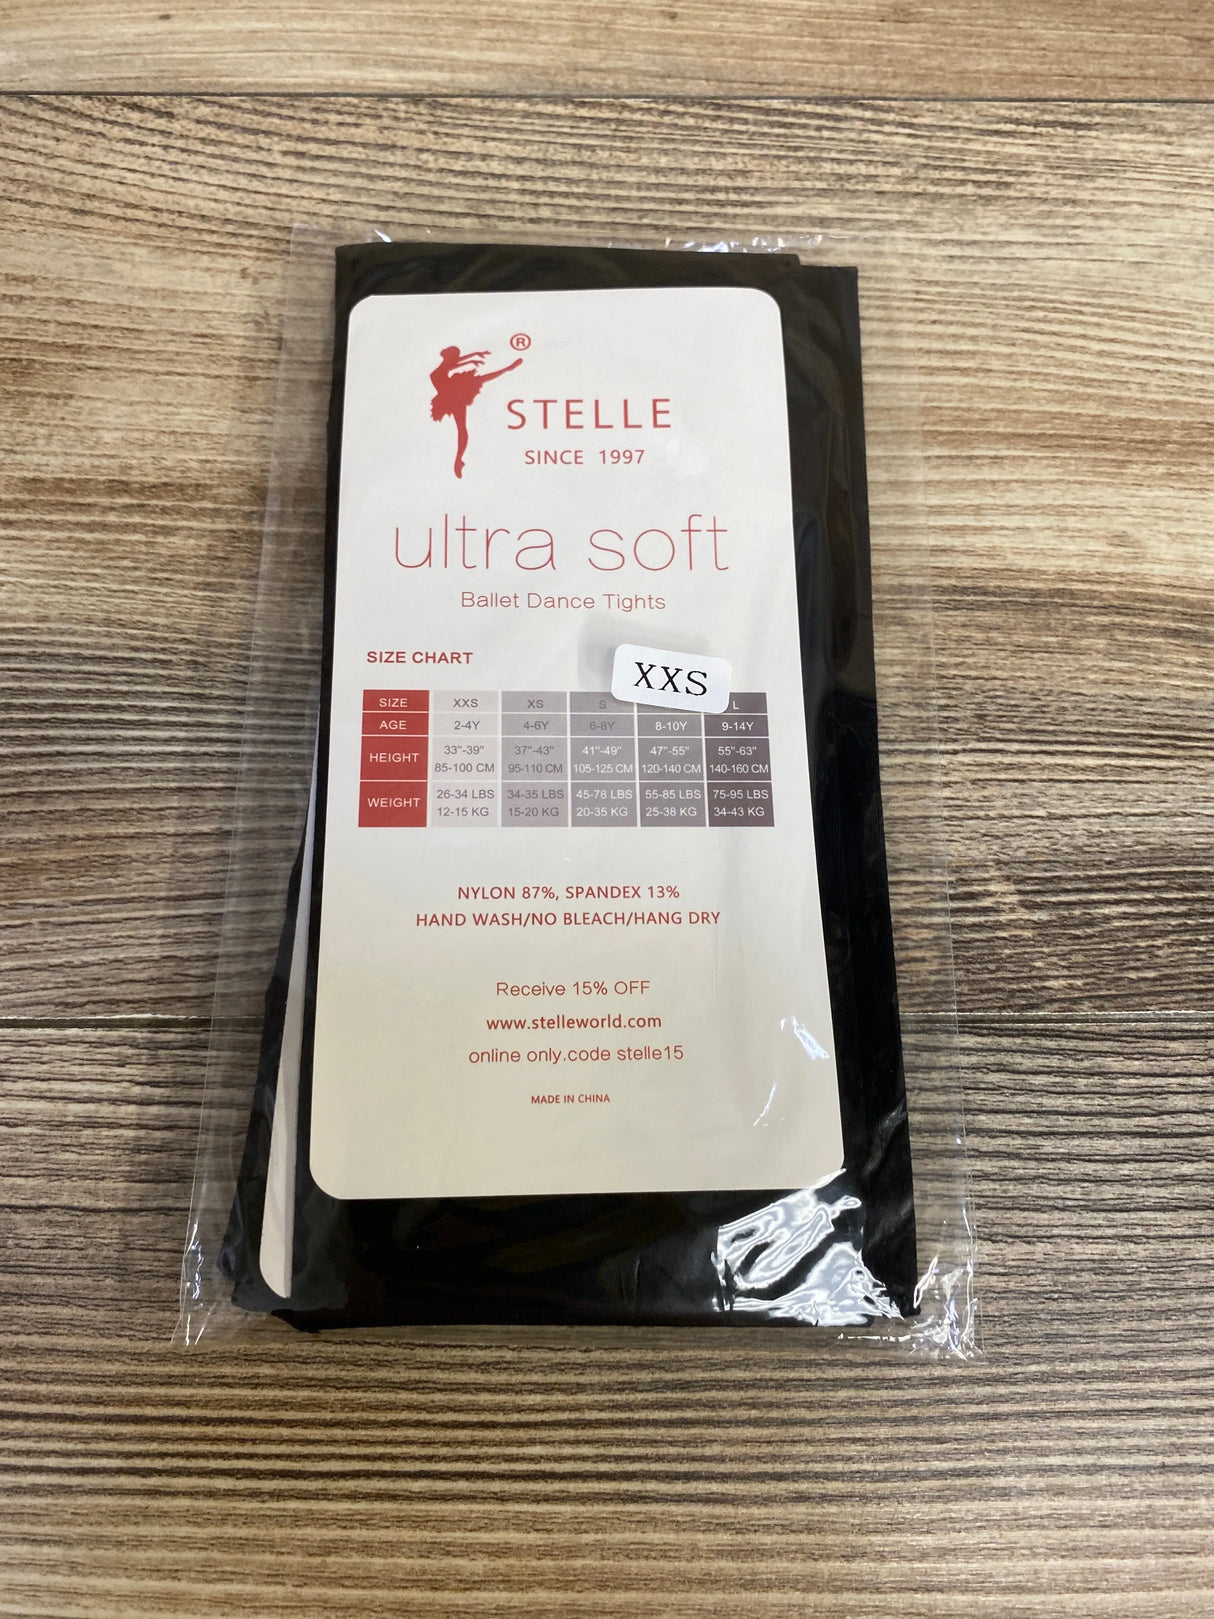 ®
STELLE
SINCE 1997
ultra soft
Ballet Dance Tights
SIZE CHART
XXS
SIZE XXS XS S L
AGE 2-4Y 4-6Y 6-8Y 8-10Y 9-14Y
HEIGHT 33"-39" 37"-43" 41"-49" 47"-55" 55"-63"
85-100 CM 95-110 CM 105-125 CM 120-140 CM 140-160 CM
WEIGHT 26-34 LBS 34-35 LBS 45-78 LBS 55-85 LBS 75-95 LBS
12-15 KG 15-20 KG 20-35 KG 25-38 KG 34-43 KG
NYLON 87%, SPANDEX 13%
HAND WASH/NO BLEACH/HANG DRY
Receive 15% OFF
www.stelleworld.com
online only.code stelle15
MADE IN CHINA